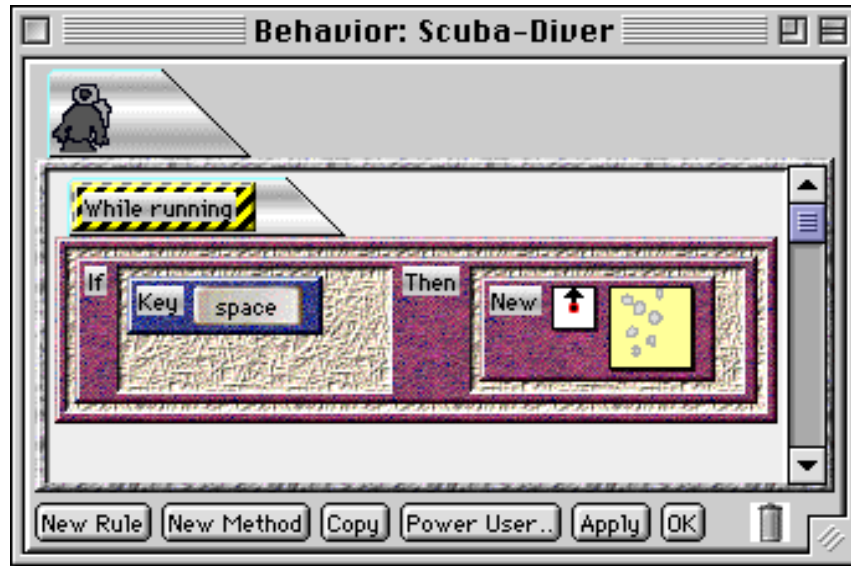 Behavior: Scuba-Diver
While running
If Key space Then New
New Rule New Method Copy Power User.. Apply OK